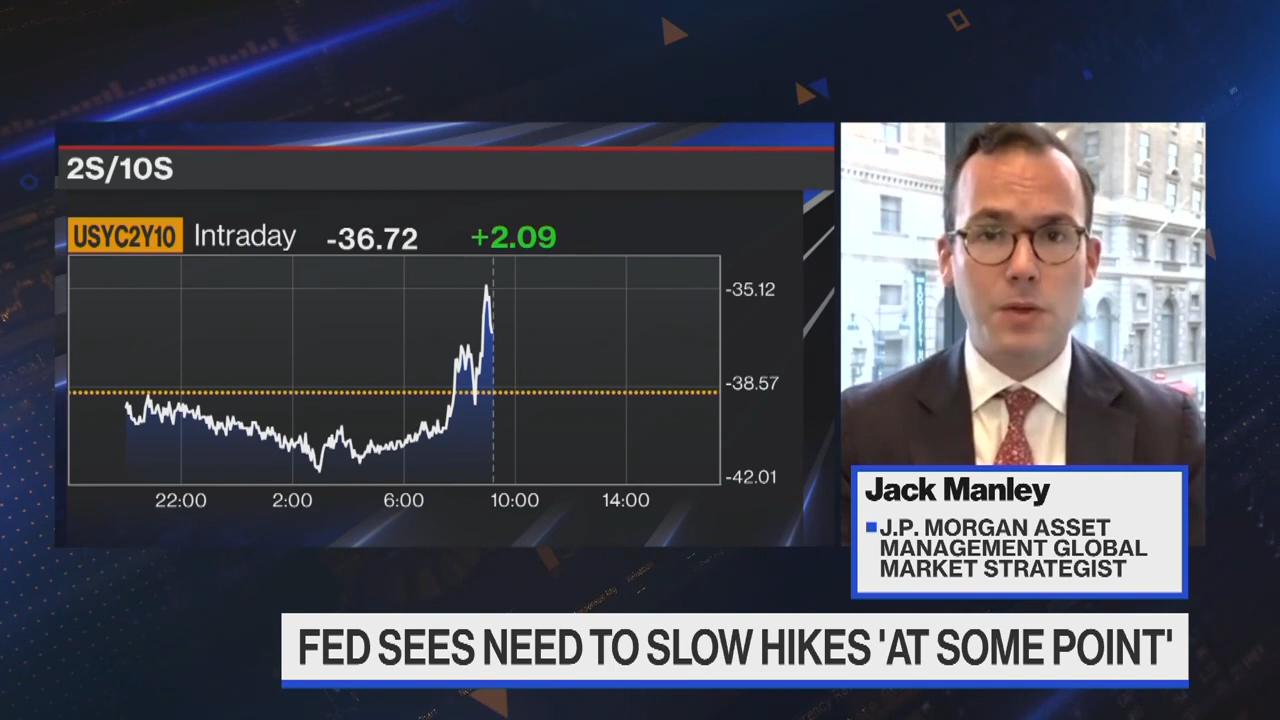 2S/10S
USYC2Y10 Intraday -36.72 +2.09
-35.12
-38.57
-42.01
22:00 2:00 6:00 10:00 14:00
Jack Manley
J.P. MORGAN ASSET
MANAGEMENT GLOBAL
MARKET STRATEGIST
FED SEES NEED TO SLOW HIKES 'AT SOME POINT'